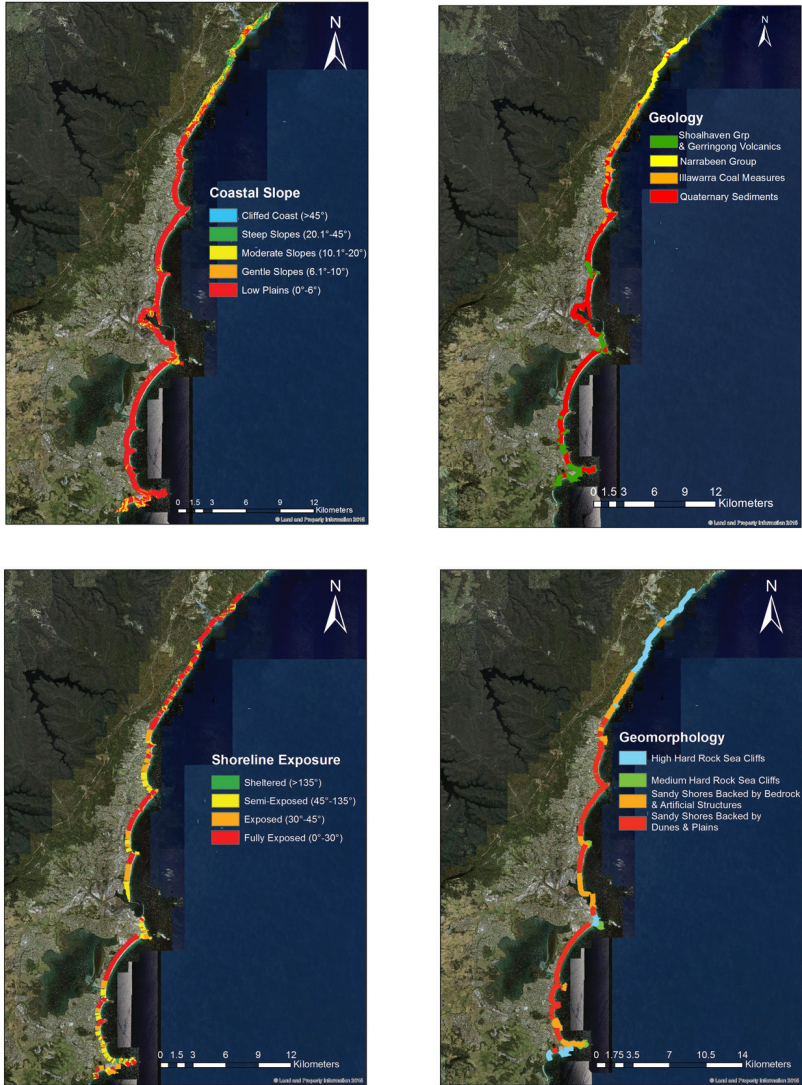 N
Coastal Slope
Cliffed Coast (>45°)
Steep Slopes (20.1°-45°)
Moderate Slopes (10.1°-20°)
Gentle Slopes (6.1°-10°)
Low Plains (0°-6°)
0 1.5 3 6 9 12
Kilometers
© Land and Property Information 2016
N
Geology
Shoalhaven Grp
& Gerringong Volcanics
Narrabeen Group
Illawarra Coal Measures
Quaternary Sediments
0 1.5 3 6 9 12
Kilometers
© Land and Property Information 2016
N
Shoreline Exposure
Sheltered (>135°)
Semi-Exposed (45°-135°)
Exposed (30°-45°)
Fully Exposed (0°-30°)
0 1.5 3 6 9 12
Kilometers
© Land and Property Information 2016
N
Geomorphology
High Hard Rock Sea Cliffs
Medium Hard Rock Sea Cliffs
Sandy Shores Backed by Bedrock
& Artificial Structures
Sandy Shores Backed by
Dunes & Plains
0 1.75 3.5 7 10.5 14
Kilometers
© Land and Property Information 2016